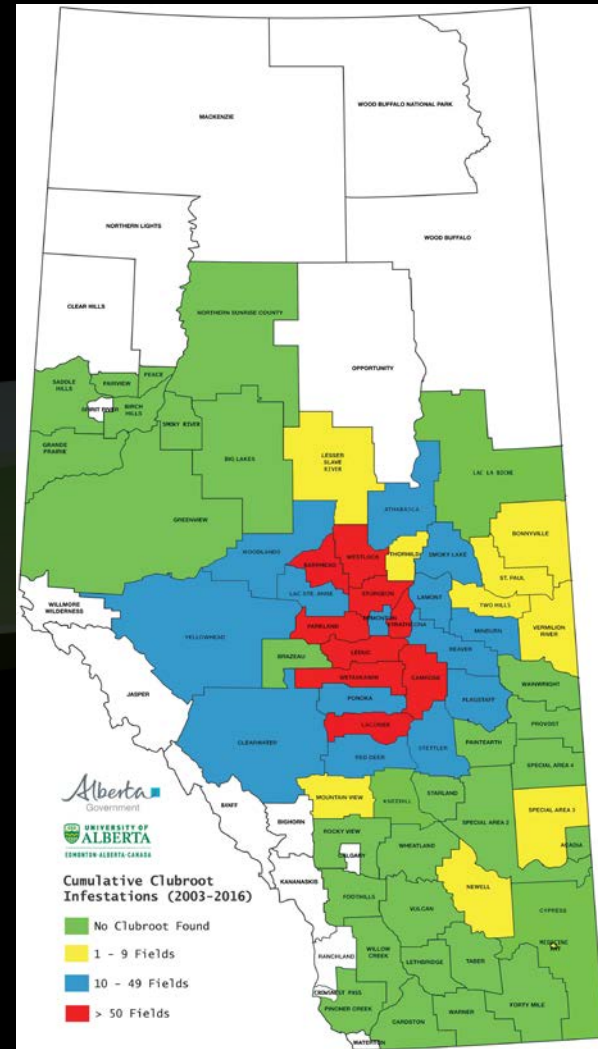 WOOD BUFFALO NATIONAL PARK
MACKENZIE
NORTHERN LIGHTS
WOOD BUFFALO
CLEAR HILLS
NORTHERN SUNRISE COUNTY
OPPORTUNITY
PEACE
SADDLE
HILLS
FAIRVIEW
SPIRIT RIVER
BIRCH
HILLS
SMOKY RIVER
GRANDE
PRAIRIE
BIG LAKES
LESSER
SLAVE
RIVER
LAC LA BICHE
GREENVIEW
ATHABASCA
BONNYVILLE
WOODLANDS
WESTLOCK
THORHILD
SMOKY LAKE
BARRHEAD
ST. PAUL
WILLMORE
WILDERNESS
LAC STE. ANNE
STURGEON
LAMONT
TWO HILLS
PARKLAND
EDMONTON
STRATHCONA
VERMILION
RIVER
YELLOWHEAD
MINBURN
BRAZEAU
LEDUC
BEAVER
JASPER
WETASKIWIN
CAMROSE
WAINWRIGHT
PONOKA
FLAGSTAFF
CLEARWATER
LACOMBE
PROVOST
RED DEER
STETTLER
PAINTEARTH
SPECIAL AREA 4
Alberta
Government
BANFF
BIGHORN
MOUNTAIN VIEW
KNEEHILL
STARLAND
SPECIAL AREA 2
SPECIAL AREA 3
UNIVERSITY OF
ALBERTA
EDMONTON·ALBERTA·CANADA
ROCKY VIEW
CALGARY
WHEATLAND
ACADIA
KANANASKIS
NEWELL
Cumulative Clubroot
Infestations (2003-2016)
No Clubroot Found
1 - 9 Fields
10 - 49 Fields
> 50 Fields
FOOTHILLS
VULCAN
CYPRESS
RANCHLAND
WILLOW
CREEK
MEDICINE
HAT
LETHBRIDGE
TABER
CROWSNEST PASS
PINCHER CREEK
CARDSTON
WARNER
FORTY MILE
WATERTON